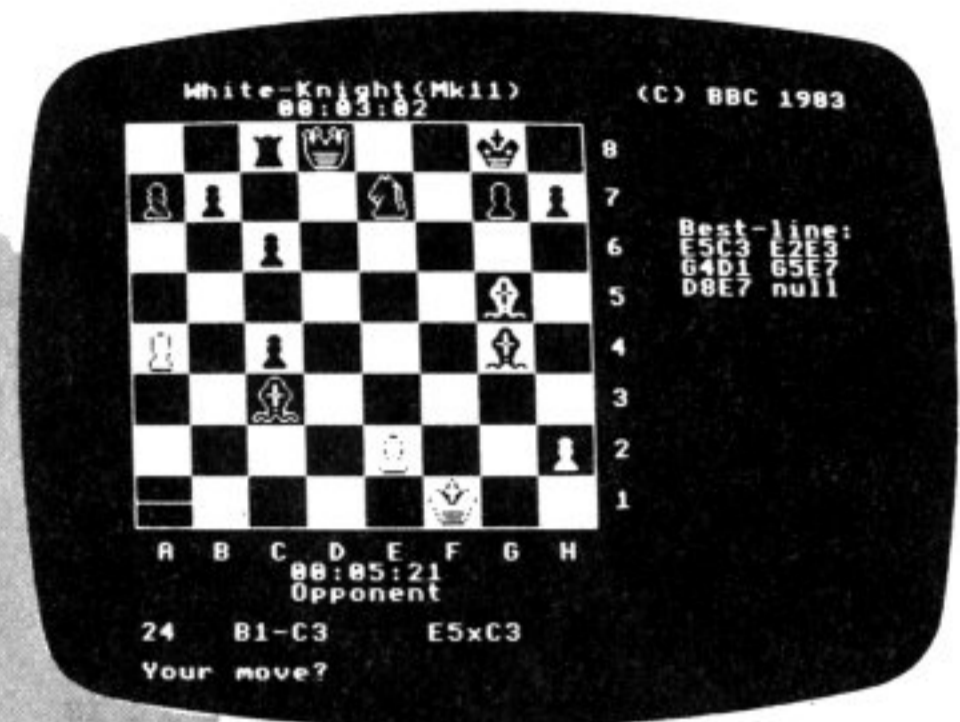 White-Knight(Mk11)
00:03:02
(C) BBC 1983
8
7
6
5
4
3
2
1
Best-line:
E5C3 E2E3
G4D1 G5E7
D8E7 null
A B C D E F G H
00:05:21
Opponent
24 B1-C3 E5xC3
Your move?